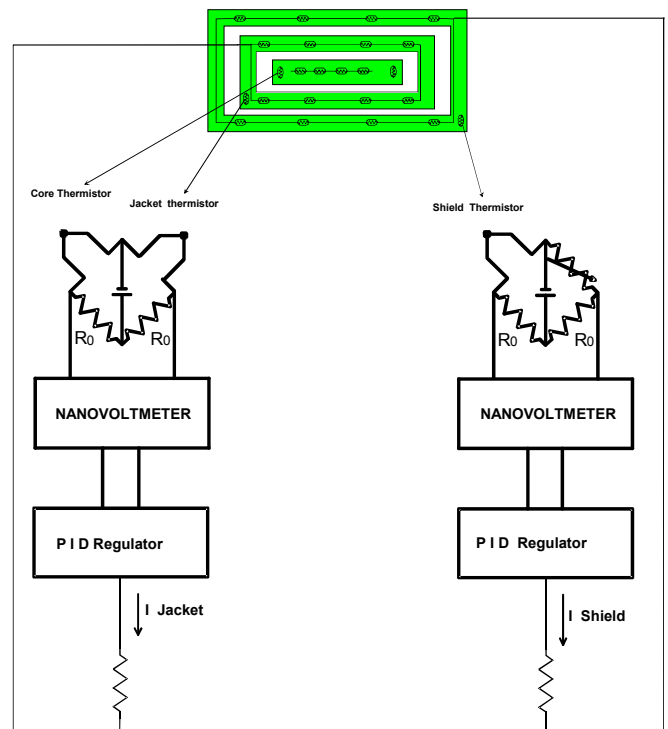 Core Thermistor
Jacket thermistor
Shield Thermistor
R0 R0
R0 R0
NANOVOLTMETER
NANOVOLTMETER
P I D Regulator
P I D Regulator
I Jacket
I Shield